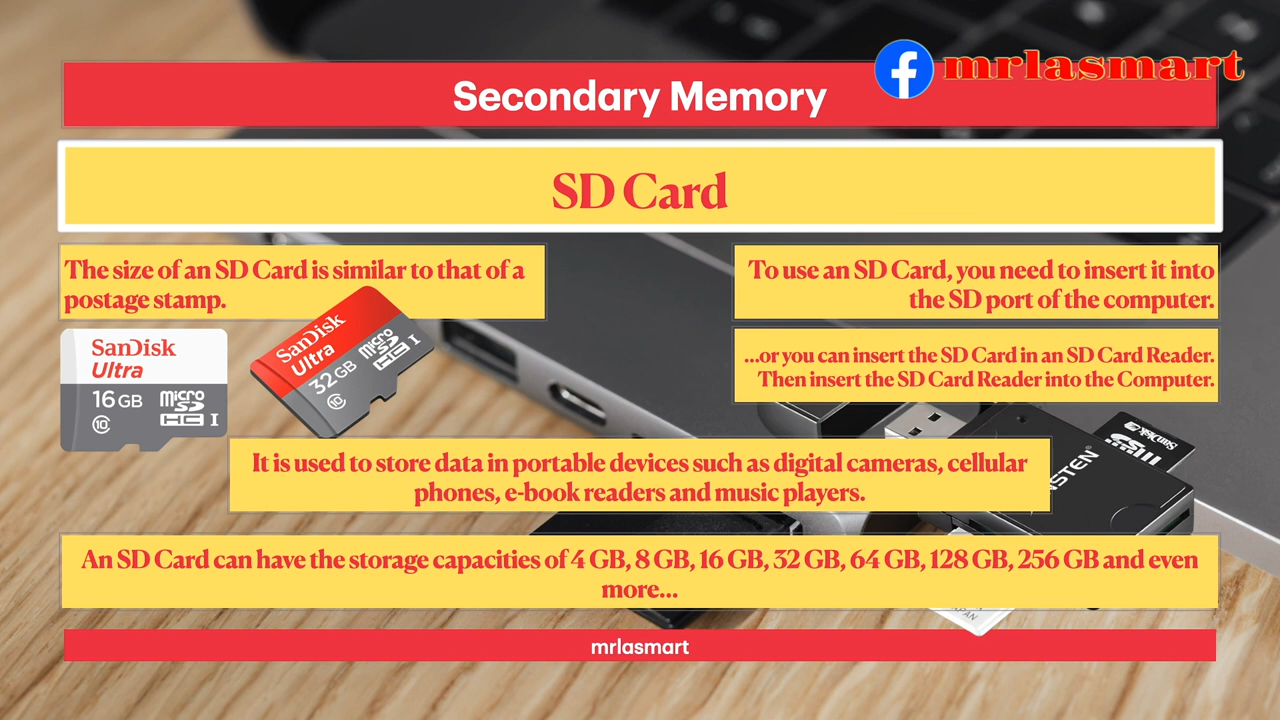 mrlasmart
Secondary Memory
SD Card
The size of an SD Card is similar to that of a
postage stamp.
To use an SD Card, you need to insert it into
the SD port of the computer.
...or you can insert the SD Card in an SD Card Reader.
Then insert the SD Card Reader into the Computer.
SanDisk
Ultra
16 GB
micro
SD
HC I
10
SanDisk
Ultra
32 GB
micro
SD
HC I
10
SanDisk
It is used to store data in portable devices such as digital cameras, cellular
phones, e-book readers and music players.
An SD Card can have the storage capacities of 4 GB, 8 GB, 16 GB, 32 GB, 64 GB, 128 GB, 256 GB and even
more...
mrlasmart